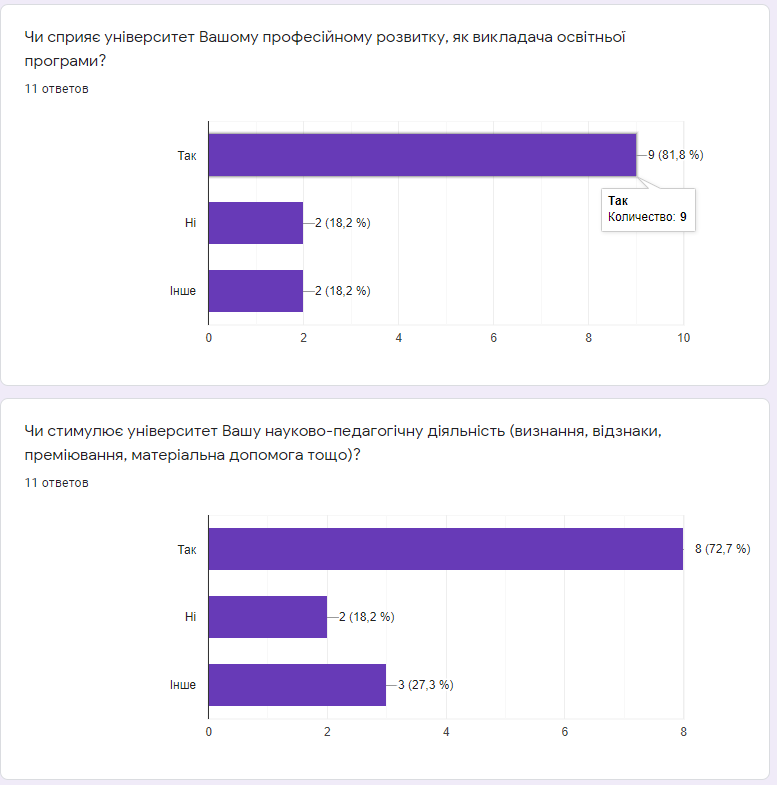 Чи сприяє університет Вашому професійному розвитку, як викладача освітньої
програми?
11 ответов
Так
9 (81,8 %)
Так
Количество: 9
Ні
2 (18,2 %)
Інше
2 (18,2 %)
0 2 4 6 8 10
Чи стимулює університет Вашу науково-педагогічну діяльність (визнання, відзнаки,
преміювання, матеріальна допомога тощо)?
11 ответов
Так
8 (72,7 %)
Ні
2 (18,2 %)
Інше
3 (27,3 %)
0 2 4 6 8